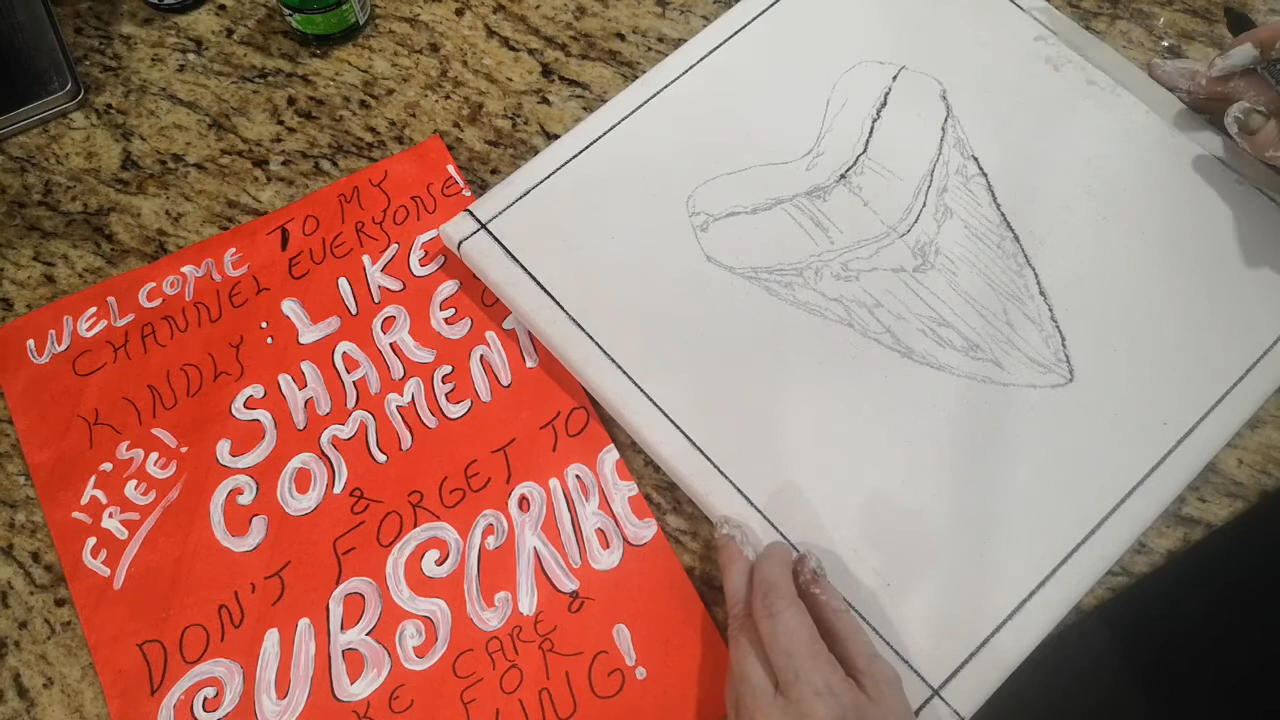 WELCOME TO MY
CHANNEL EVERYONE!
KINDLY: LIKE
SHARE
COMMENT
IT'S
FREE!
&
DON'T FORGET TO
SUBSCRIBE
CARE &
FOR